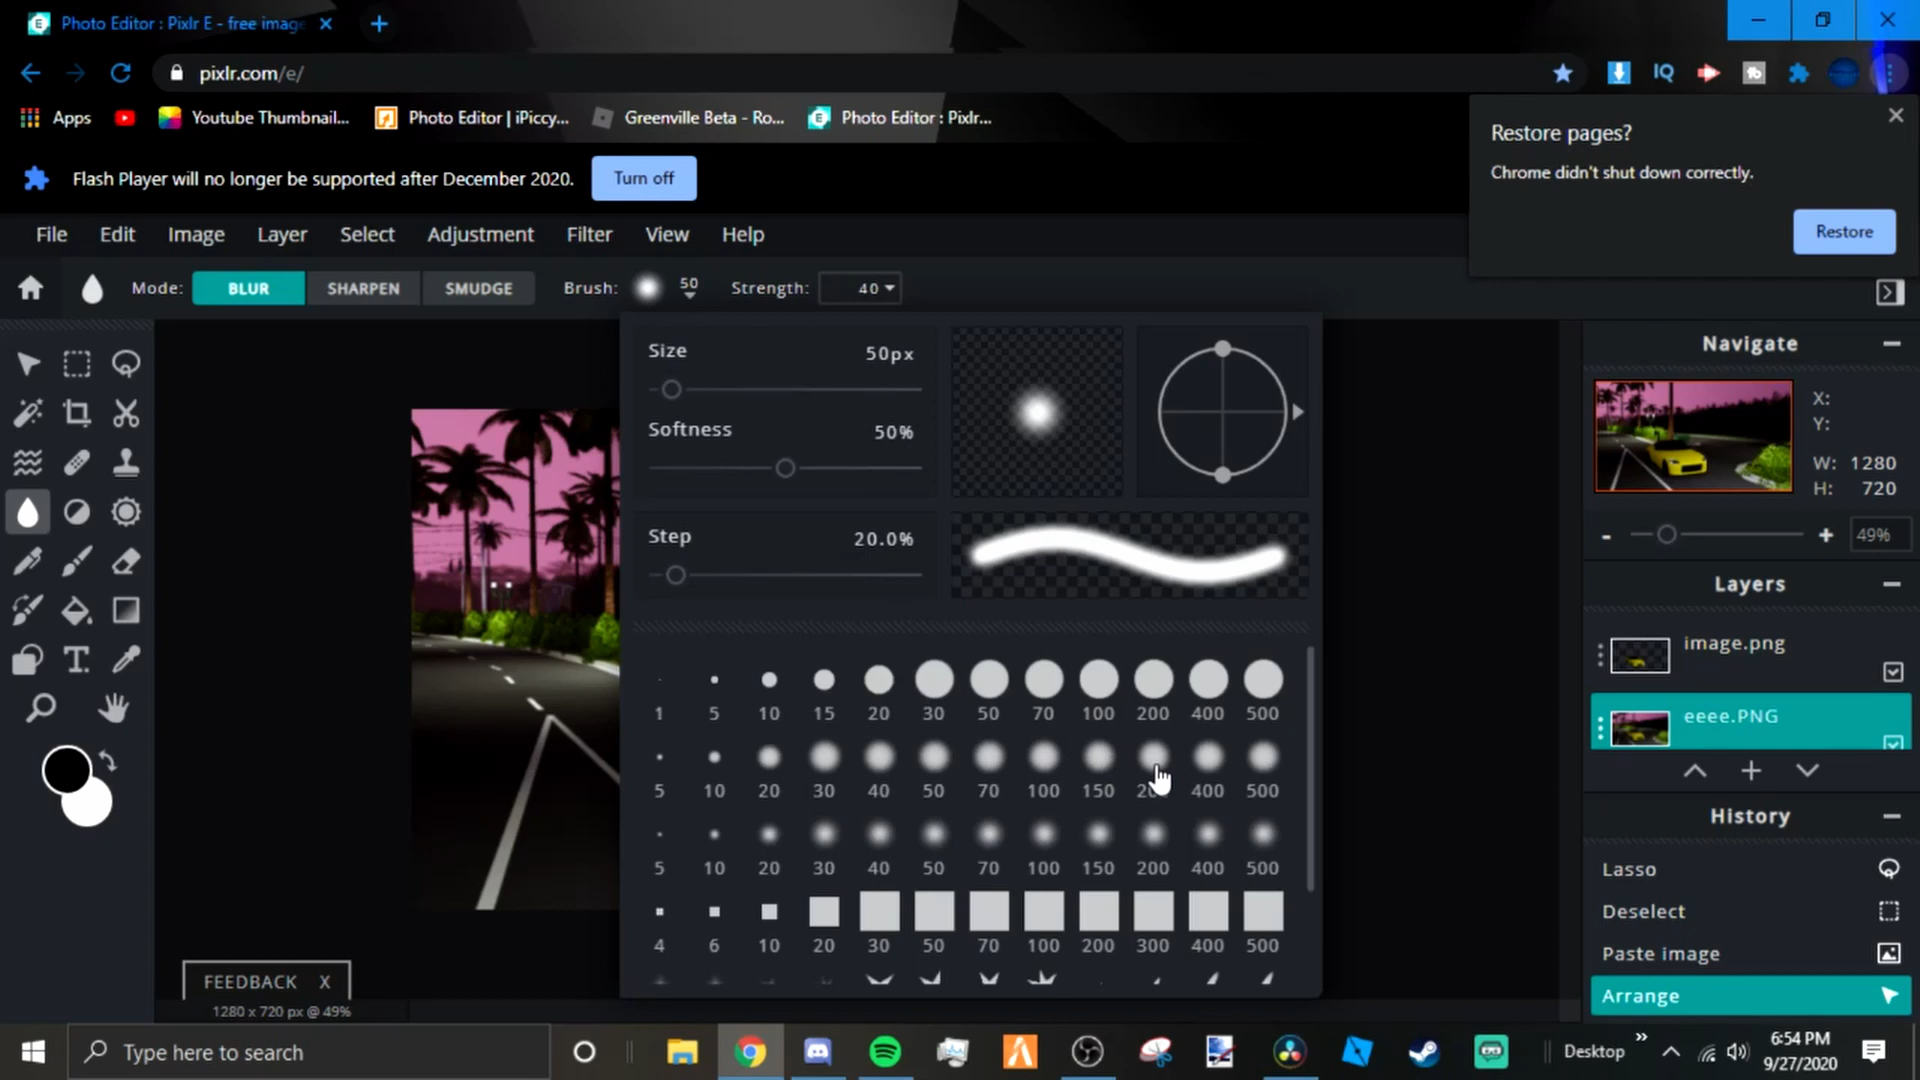 Photo Editor : Pixlr E - free image
pixlr.com/e/
Apps
Youtube Thumbnail...
Photo Editor | iPiccy...
Greenville Beta - Ro...
Photo Editor : Pixlr...
IQ
Restore pages?
Chrome didn't shut down correctly.
Restore
Flash Player will no longer be supported after December 2020.
Turn off
File Edit Image Layer Select Adjustment Filter View Help
Mode: BLUR SHARPEN SMUDGE Brush: 50 Strength: 40
Size 50px
Softness 50%
Step 20.0%
1 5 10 15 20 30 50 70 100 200 400 500
5 10 20 30 40 50 70 100 150 200 400 500
5 10 20 30 40 50 70 100 150 200 400 500
4 6 10 20 30 50 70 100 200 300 400 500
Navigate
X:
Y:
W: 1280
H: 720
- + 49%
Layers
image.png
eeee.PNG
History
Lasso
Deselect
Paste image
Arrange
FEEDBACK X
1280 x 720 px @ 49%
Type here to search
Desktop
6:54 PM
9/27/2020